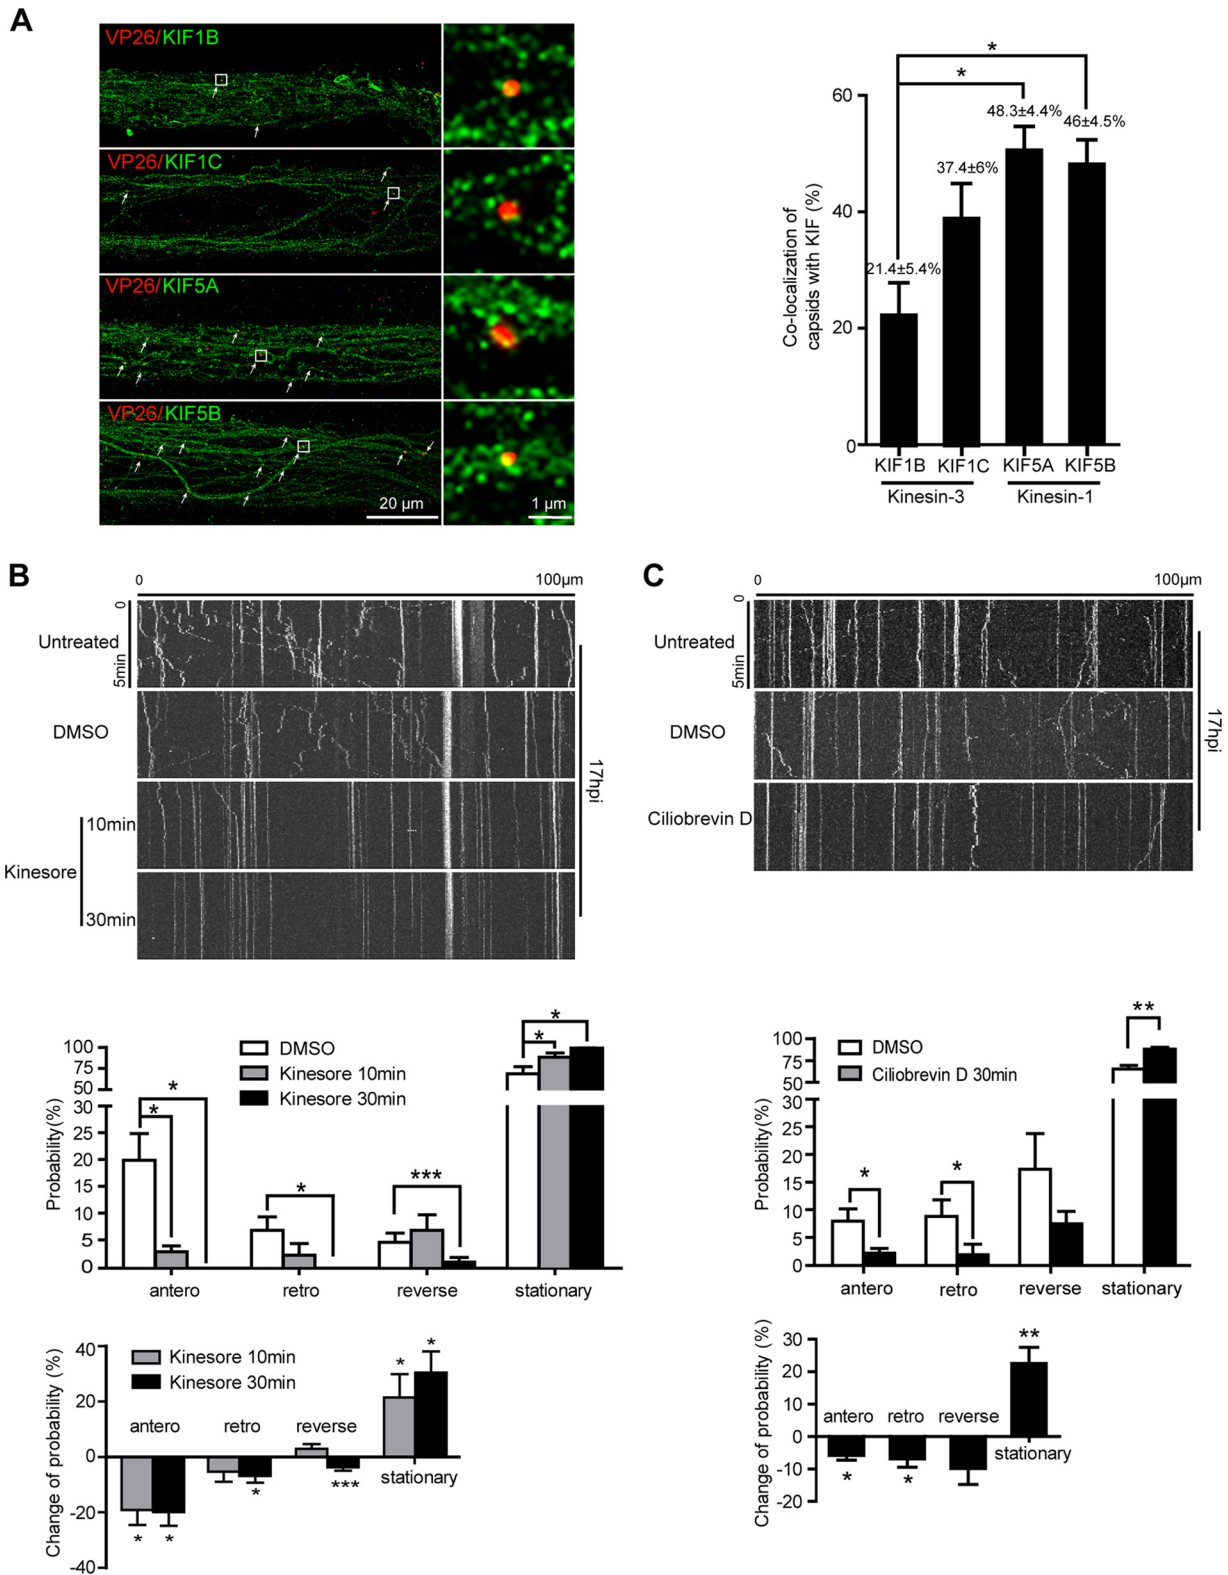 A
VP26/KIF1B
VP26/KIF1C
VP26/KIF5A
VP26/KIF5B
20 µm
1 µm
Co-localization of
capsids with KIF (%)
60
40
20
0
*
*
21.4±5.4%
37.4±6%
48.3±4.4%
46±4.5%
KIF1B
KIF1C
KIF5A
KIF5B
Kinesin-3
Kinesin-1
B
0
100µm
0
5min
Untreated
DMSO
Kinesore
10min
30min
17hpi
C
0
100µm
0
5min
Untreated
DMSO
Ciliobrevin D
17hpi
Probability(%)
100
75
50
30
25
20
15
10
5
0
DMSO
Kinesore 10min
Kinesore 30min
*
*
*
***
*
*
antero
retro
reverse
stationary
Probability(%)
100
75
50
30
25
20
15
10
5
0
DMSO
Ciliobrevin D 30min
*
*
**
antero
retro
reverse
stationary
Change of probability (%)
40
20
0
-20
-40
Kinesore 10min
Kinesore 30min
antero
retro
reverse
stationary
*
*
*
***
*
*
Change of probability (%)
30
20
10
0
-10
-20
antero
retro
reverse
stationary
*
*
**